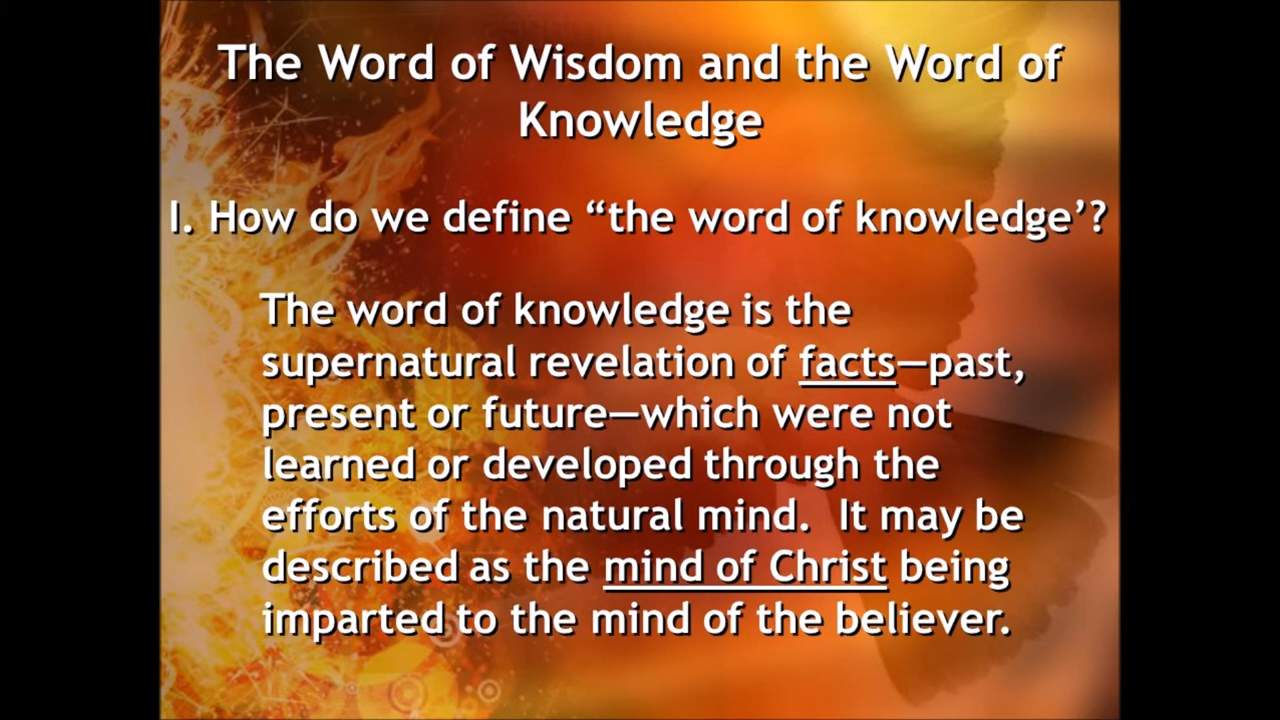 The Word of Wisdom and the Word of
Knowledge
I. How do we define “the word of knowledge’?
The word of knowledge is the
supernatural revelation of facts—past,
present or future—which were not
learned or developed through the
efforts of the natural mind.  It may be
described as the mind of Christ being
imparted to the mind of the believer.